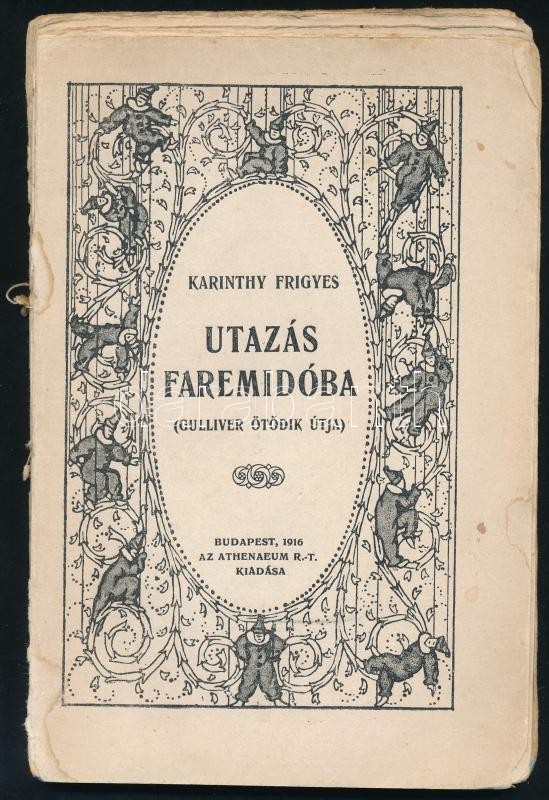 KARINTHY FRIGYES
UTAZÁS
FAREMIDÓBA
(GULLIVER ÖTÖDIK ÚTJA)
BUDAPEST, 1916
AZ ATHENAEUM R.-T.
KIADÁSA